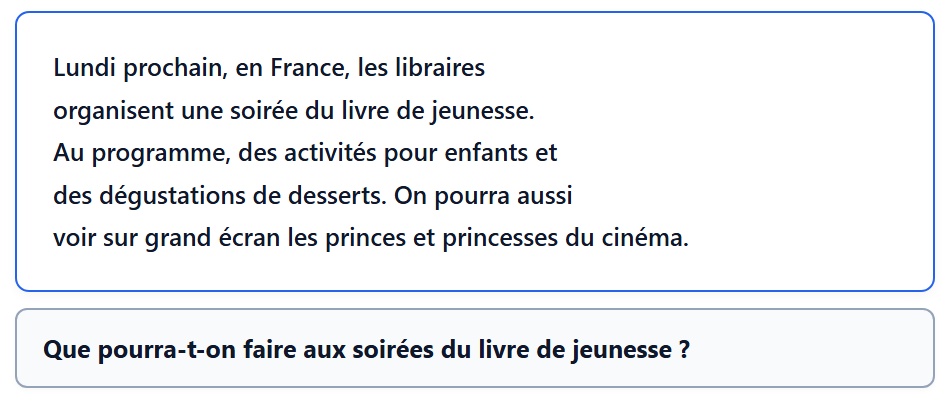 Lundi prochain, en France, les libraires
organisent une soirée du livre de jeunesse.
Au programme, des activités pour enfants et
des dégustations de desserts. On pourra aussi
voir sur grand écran les princes et princesses du cinéma.
Que pourra-t-on faire aux soirées du livre de jeunesse ?